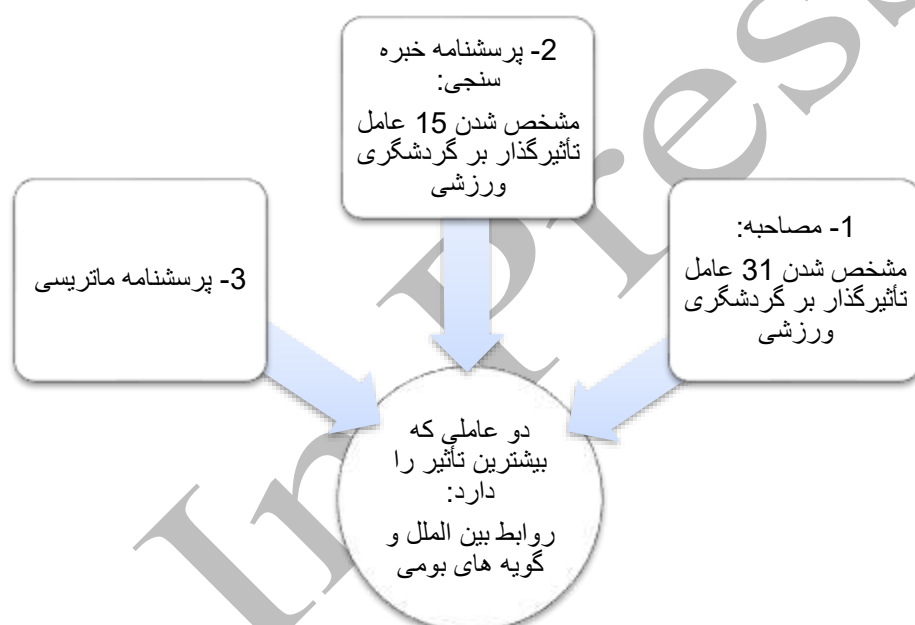 2- پرسشنامه خبره
سنجی:
مشخص شدن 15 عامل
تأثیرگذار بر گردشگری
ورزشی
1- مصاحبه:
مشخص شدن 31 عامل
تأثیرگذار بر گردشگری
ورزشی
3- پرسشنامه ماتریسی
دو عاملی که
بیشترین تأثیر را
دارد:
روابط بین الملل و
گویه های بومی
In Press